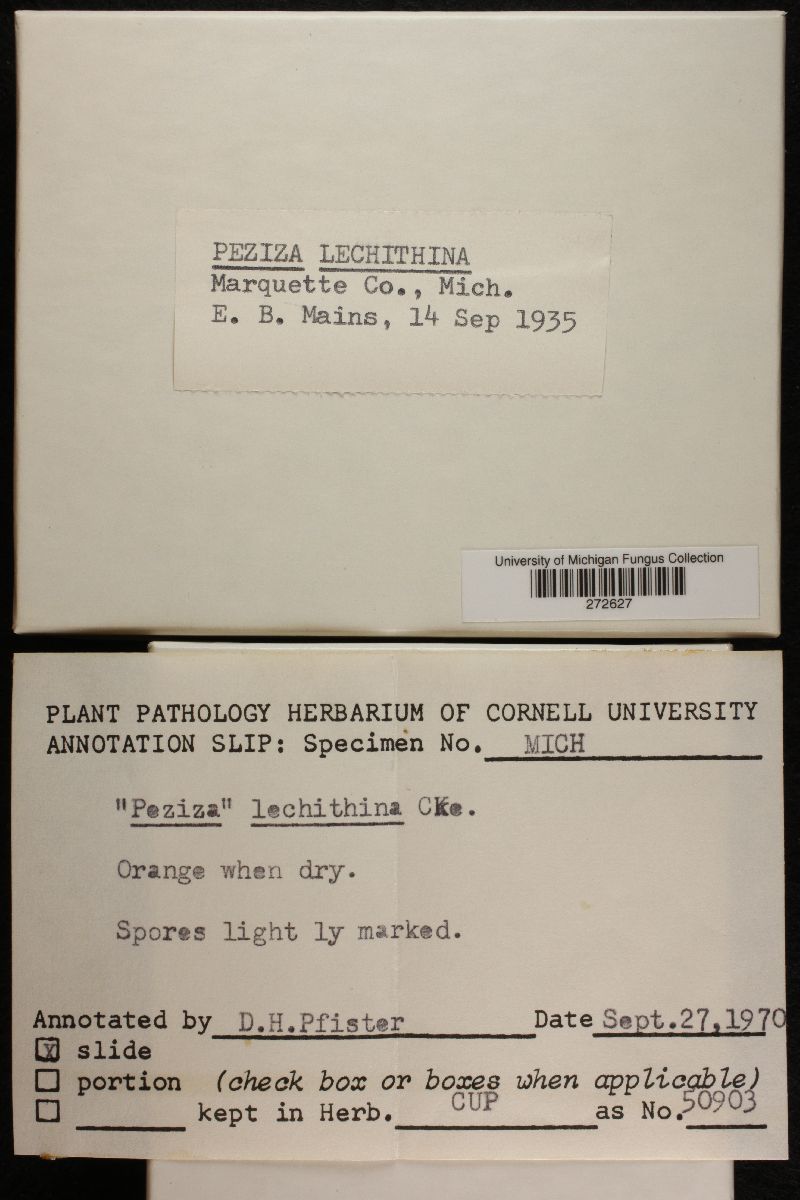 PEZIZA LECHITHINA
Marquette Co., Mich.
E. B. Mains, 14 Sep 1935
University of Michigan Fungus Collection
272627
PLANT PATHOLOGY HERBARIUM OF CORNELL UNIVERSITY
ANNOTATION SLIP: Specimen No. MICH
"Peziza" lechithina CKe.
Orange when dry.
Spores light ly marked.
Annotated by D.H.Pfister Date Sept.27,1970
☒ slide
☐ portion (check box or boxes when applicable)
☐ kept in Herb. CUP as No. 50903